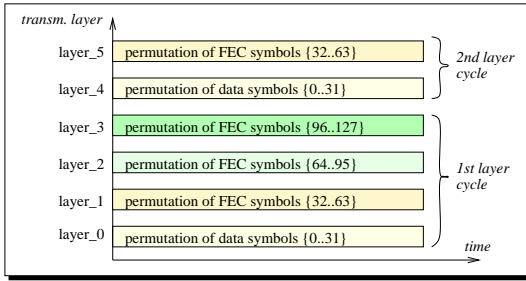 transm. layer
layer_5 permutation of FEC symbols {32..63}
2nd layer
cycle
layer_4 permutation of data symbols {0..31}
layer_3 permutation of FEC symbols {96..127}
layer_2 permutation of FEC symbols {64..95}
1st layer
cycle
layer_1 permutation of FEC symbols {32..63}
layer_0 permutation of data symbols {0..31}
time